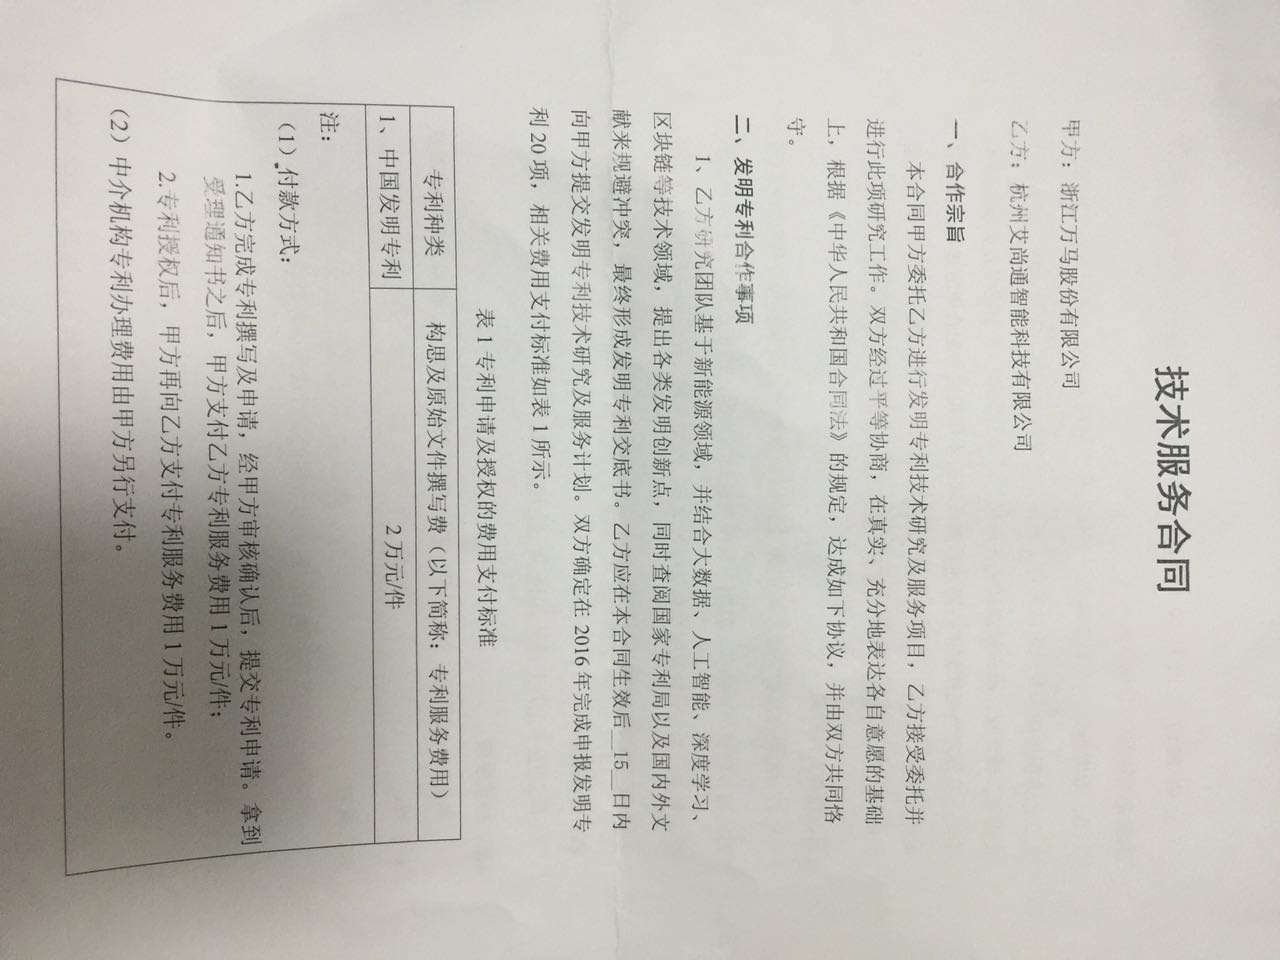 技术服务合同
甲方：浙江万马股份有限公司
乙方：杭州艾尚通智能科技有限公司
一、合作宗旨
本合同甲方委托乙方进行发明专利技术研究及服务项目，乙方接受委托并
进行此项研究工作。双方经过平等协商，在真实、充分地表达各自意愿的基础
上，根据《中华人民共和国合同法》的规定，达成如下协议，并由双方共同恪
守。
二、发明专利合作事项
1、乙方研究团队基于新能源领域，并结合大数据、人工智能、深度学习、
区块链等技术领域，提出各类发明创新点，同时查阅国家专利局以及国内外文
献来规避冲突，最终形成发明专利交底书。乙方应在本合同生效后__15__日内
向甲方提交发明专利技术研究及服务计划。双方确定在 2016 年完成申报发明专
利 20 项，相关费用支付标准如表 1 所示。
表 1 专利申请及授权的费用支付标准
专利种类 构思及原始文件撰写费（以下简称：专利服务费用）
1、中国发明专利 2 万元/件
注：
（1）付款方式：
1.乙方完成专利撰写及申请，经甲方审核确认后，提交专利申请。拿到
受理通知书之后，甲方支付乙方专利服务费用 1 万元/件；
2.专利授权后，甲方再向乙方支付专利服务费用 1 万元/件。
（2）中介机构专利办理费用由甲方另行支付。